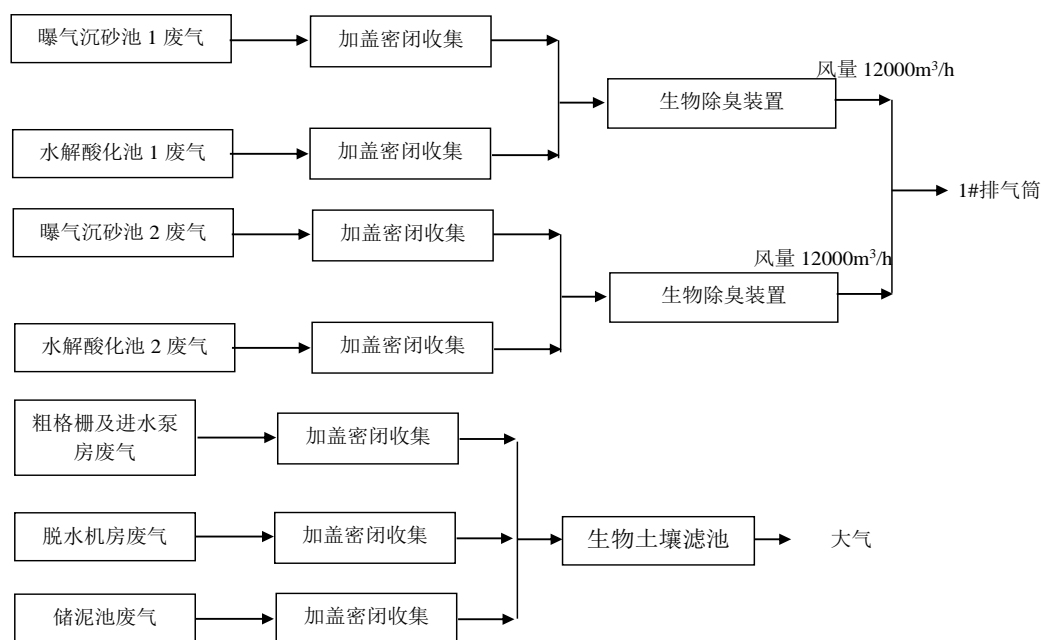 曝气沉砂池 1 废气
加盖密闭收集
风量 12000m³/h
生物除臭装置
水解酸化池 1 废气
加盖密闭收集
1#排气筒
曝气沉砂池 2 废气
加盖密闭收集
风量 12000m³/h
生物除臭装置
水解酸化池 2 废气
加盖密闭收集
粗格栅及进水泵
房废气
加盖密闭收集
脱水机房废气
加盖密闭收集
生物土壤滤池
大气
储泥池废气
加盖密闭收集